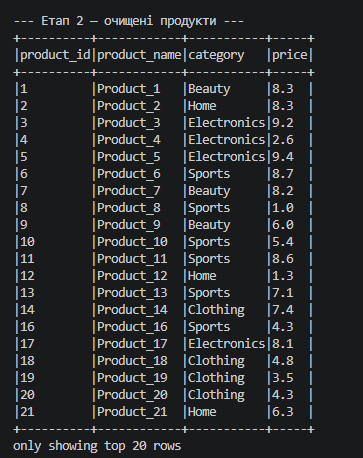 --- Етап 2 — очищені продукти ---
+----------+------------+-----------+-----+
|product_id|product_name|category   |price|
+----------+------------+-----------+-----+
|1         |Product_1   |Beauty     |8.3  |
|2         |Product_2   |Home       |8.3  |
|3         |Product_3   |Electronics|9.2  |
|4         |Product_4   |Electronics|2.6  |
|5         |Product_5   |Electronics|9.4  |
|6         |Product_6   |Sports     |8.7  |
|7         |Product_7   |Beauty     |8.2  |
|8         |Product_8   |Sports     |1.0  |
|9         |Product_9   |Beauty     |6.0  |
|10        |Product_10  |Sports     |5.4  |
|11        |Product_11  |Sports     |8.6  |
|12        |Product_12  |Home       |1.3  |
|13        |Product_13  |Sports     |7.1  |
|14        |Product_14  |Clothing   |7.4  |
|16        |Product_16  |Sports     |4.3  |
|17        |Product_17  |Electronics|8.1  |
|18        |Product_18  |Clothing   |4.8  |
|19        |Product_19  |Clothing   |3.5  |
|20        |Product_20  |Clothing   |4.3  |
|21        |Product_21  |Home       |6.3  |
+----------+------------+-----------+-----+
only showing top 20 rows